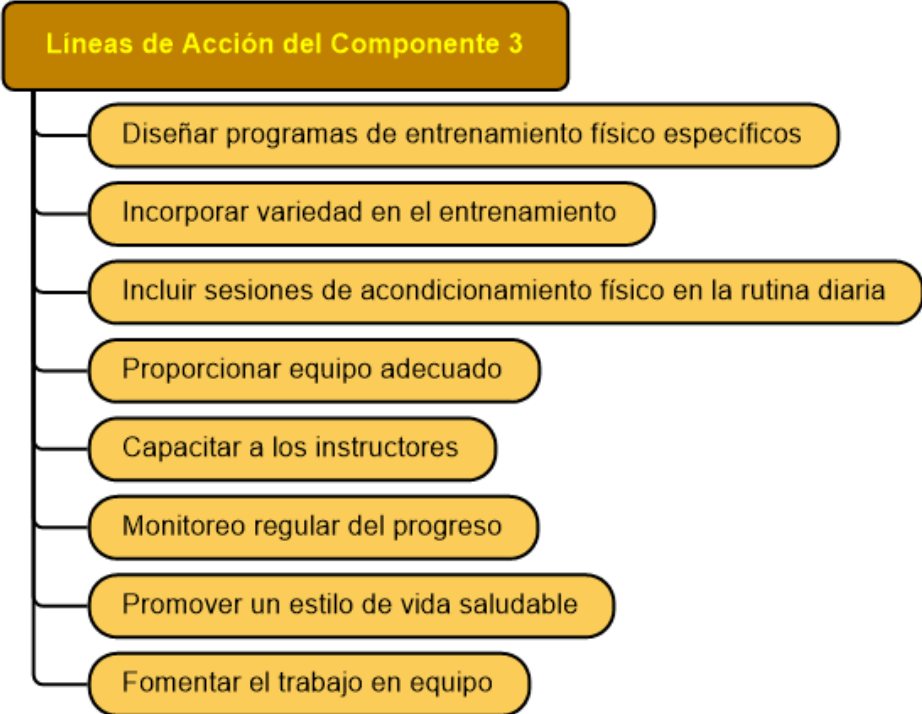 Líneas de Acción del Componente 3
Diseñar programas de entrenamiento físico específicos
Incorporar variedad en el entrenamiento
Incluir sesiones de acondicionamiento físico en la rutina diaria
Proporcionar equipo adecuado
Capacitar a los instructores
Monitoreo regular del progreso
Promover un estilo de vida saludable
Fomentar el trabajo en equipo